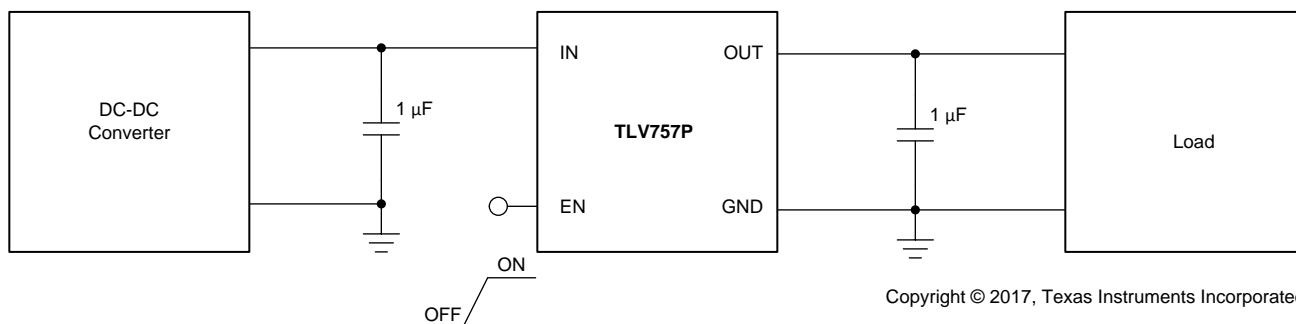 DC-DC
Converter
1 µF
IN
OUT
TLV757P
EN
GND
1 µF
Load
ON
OFF
Copyright © 2017, Texas Instruments Incorporated